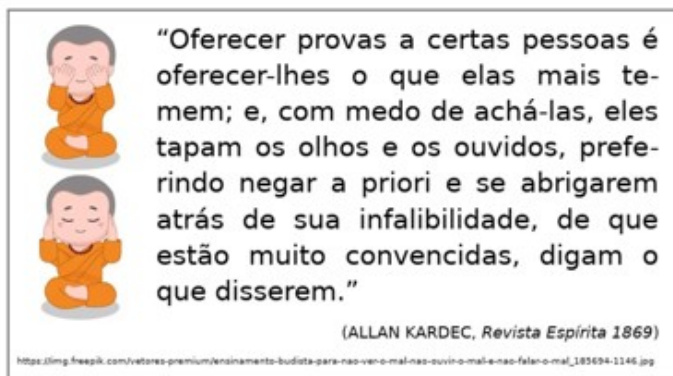 “Oferecer provas a certas pessoas é
oferecer-lhes o que elas mais te-
mem; e, com medo de achá-las, eles
tapam os olhos e os ouvidos, prefe-
rindo negar a priori e se abrigarem
atrás de sua infalibilidade, de que
estão muito convencidas, digam o
que disserem.”
(ALLAN KARDEC, Revista Espírita 1869)
https://img.freepik.com/vetores-premium/ensinamento-budista-para-nao-ver-o-mal-nao-ouvir-o-mal-e-nao-falar-o-mal_185694-1146.jpg